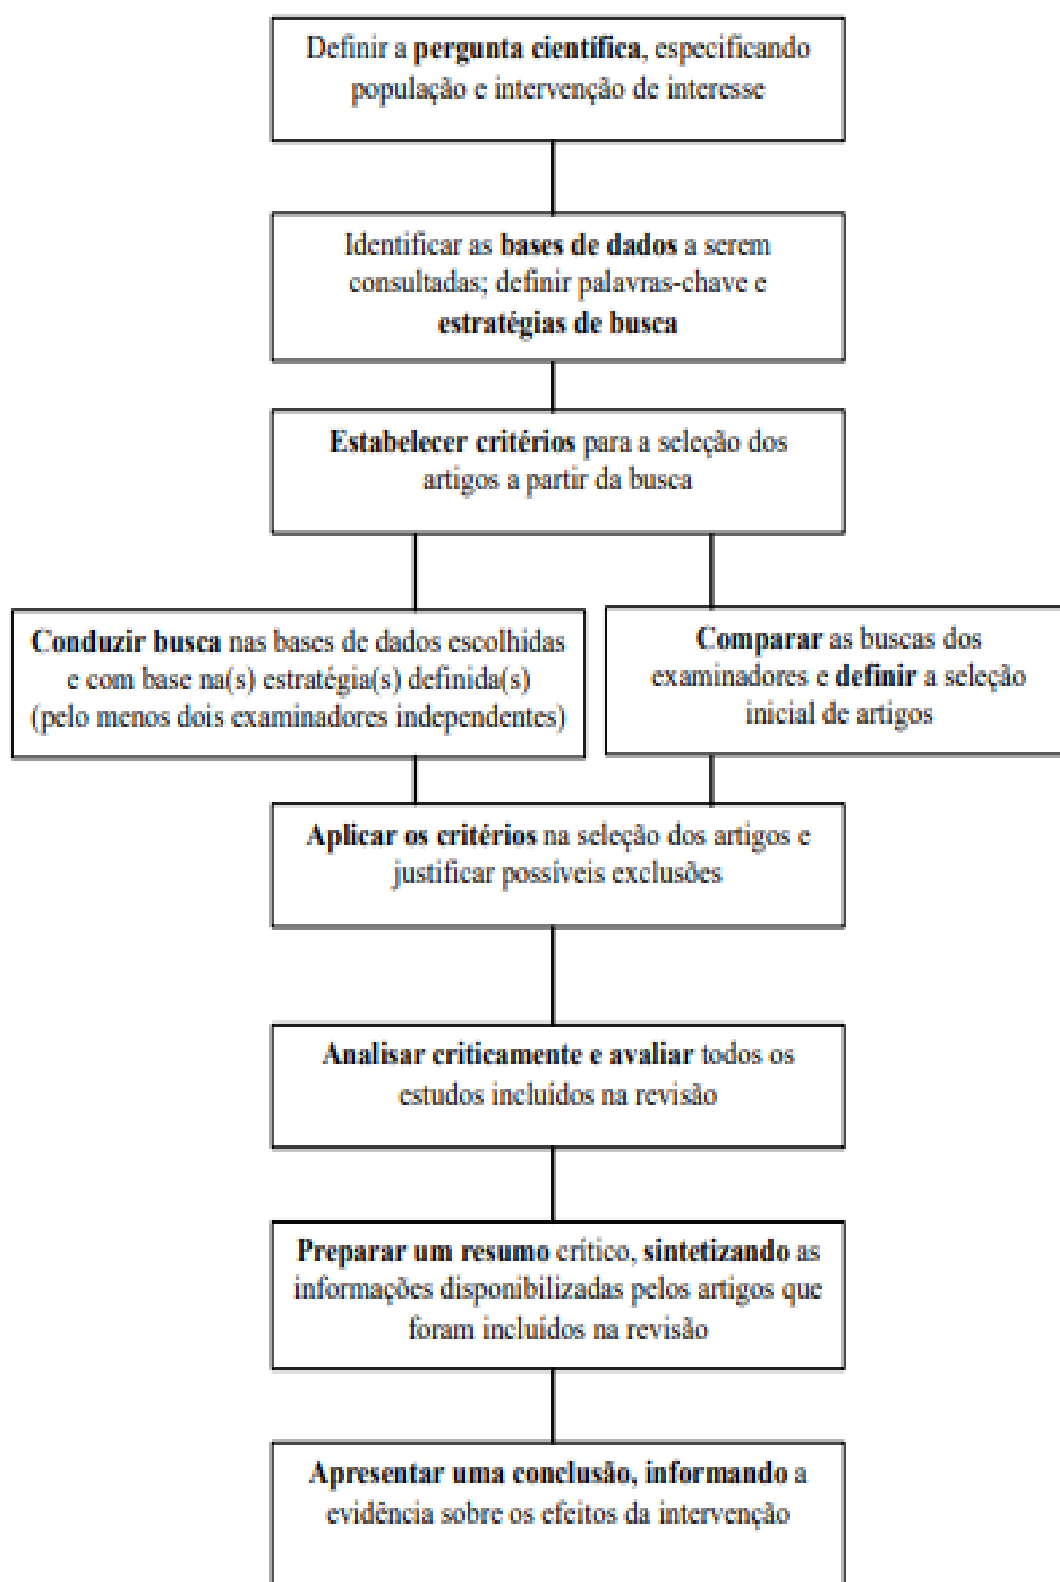 Definir a pergunta científica, especificando
população e intervenção de interesse
Identificar as bases de dados a serem
consultadas; definir palavras-chave e
estratégias de busca
Estabelecer critérios para a seleção dos
artigos a partir da busca
Conduzir busca nas bases de dados escolhidas
e com base na(s) estratégia(s) definida(s)
(pelo menos dois examinadores independentes)
Comparar as buscas dos
examinadores e definir a seleção
inicial de artigos
Aplicar os critérios na seleção dos artigos e
justificar possíveis exclusões
Analisar criticamente e avaliar todos os
estudos incluídos na revisão
Preparar um resumo crítico, sintetizando as
informações disponibilizadas pelos artigos que
foram incluídos na revisão
Apresentar uma conclusão, informando a
evidência sobre os efeitos da intervenção